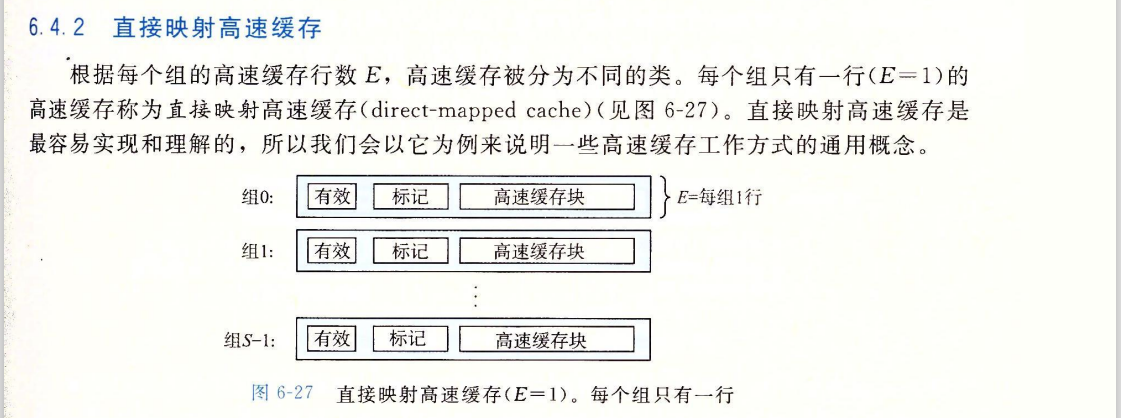 6.4.2 直接映射高速缓存
根据每个组的高速缓存行数 E，高速缓存被分为不同的类。每个组只有一行(E=1)的
高速缓存称为直接映射高速缓存(direct-mapped cache)(见图 6-27)。直接映射高速缓存是
最容易实现和理解的，所以我们会以它为例来说明一些高速缓存工作方式的通用概念。
组0: 有效 标记 高速缓存块 E=每组1行
组1: 有效 标记 高速缓存块
⋮
组S-1: 有效 标记 高速缓存块
图 6-27 直接映射高速缓存(E=1)。每个组只有一行